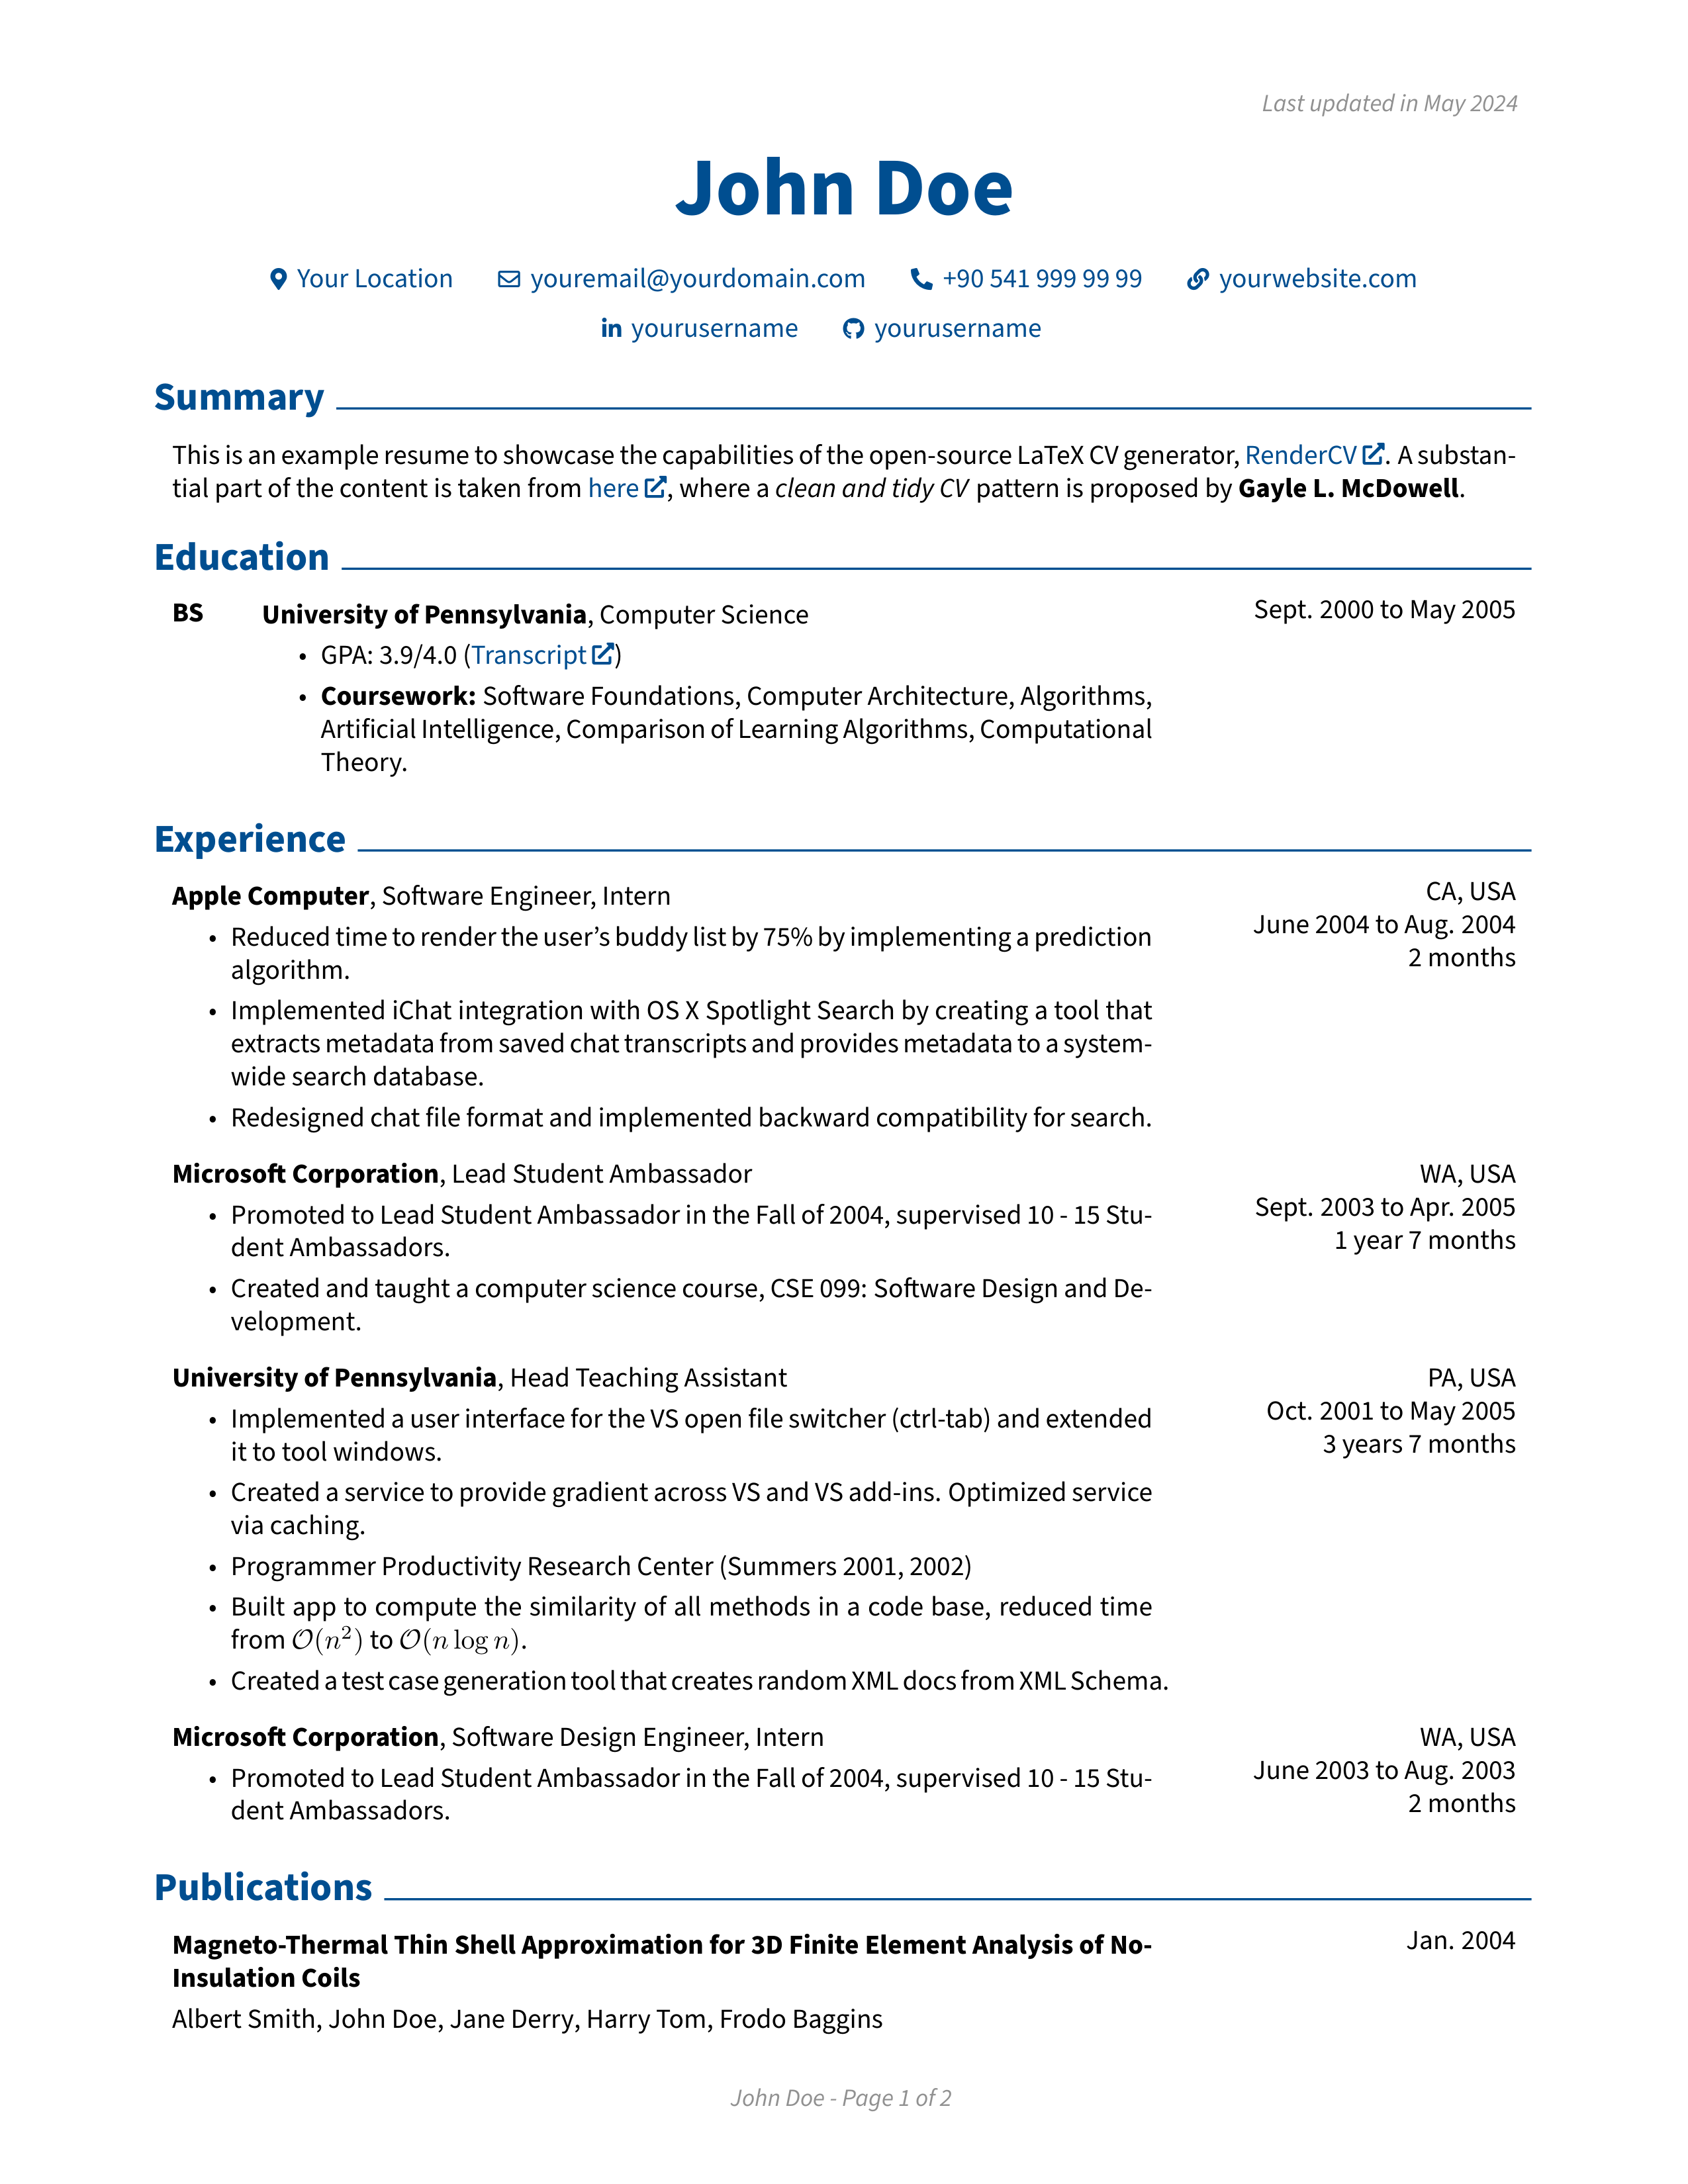 Last updated in May 2024
John Doe
Your Location youremail@yourdomain.com +90 541 999 99 99 yourwebsite.com
yourusername yourusername
Summary
This is an example resume to showcase the capabilities of the open-source LaTeX CV generator, RenderCV. A substan-
tial part of the content is taken from here, where a clean and tidy CV pattern is proposed by Gayle L. McDowell.
Education
BS University of Pennsylvania, Computer Science Sept. 2000 to May 2005
• GPA: 3.9/4.0 (Transcript)
• Coursework: Software Foundations, Computer Architecture, Algorithms,
Artificial Intelligence, Comparison of Learning Algorithms, Computational
Theory.
Experience
Apple Computer, Software Engineer, Intern
CA, USA
June 2004 to Aug. 2004
2 months
• Reduced time to render the user’s buddy list by 75% by implementing a prediction
algorithm.
• Implemented iChat integration with OS X Spotlight Search by creating a tool that
extracts metadata from saved chat transcripts and provides metadata to a system-
wide search database.
• Redesigned chat file format and implemented backward compatibility for search.
Microsoft Corporation, Lead Student Ambassador
WA, USA
Sept. 2003 to Apr. 2005
1 year 7 months
• Promoted to Lead Student Ambassador in the Fall of 2004, supervised 10 - 15 Stu-
dent Ambassadors.
• Created and taught a computer science course, CSE 099: Software Design and De-
velopment.
University of Pennsylvania, Head Teaching Assistant
PA, USA
Oct. 2001 to May 2005
3 years 7 months
• Implemented a user interface for the VS open file switcher (ctrl-tab) and extended
it to tool windows.
• Created a service to provide gradient across VS and VS add-ins. Optimized service
via caching.
• Programmer Productivity Research Center (Summers 2001, 2002)
• Built app to compute the similarity of all methods in a code base, reduced time
from 𝒪(n²) to 𝒪(n log n).
• Created a test case generation tool that creates random XML docs from XML Schema.
Microsoft Corporation, Software Design Engineer, Intern
WA, USA
June 2003 to Aug. 2003
2 months
• Promoted to Lead Student Ambassador in the Fall of 2004, supervised 10 - 15 Stu-
dent Ambassadors.
Publications
Magneto-Thermal Thin Shell Approximation for 3D Finite Element Analysis of No-
Insulation Coils
Jan. 2004
Albert Smith, John Doe, Jane Derry, Harry Tom, Frodo Baggins
John Doe - Page 1 of 2